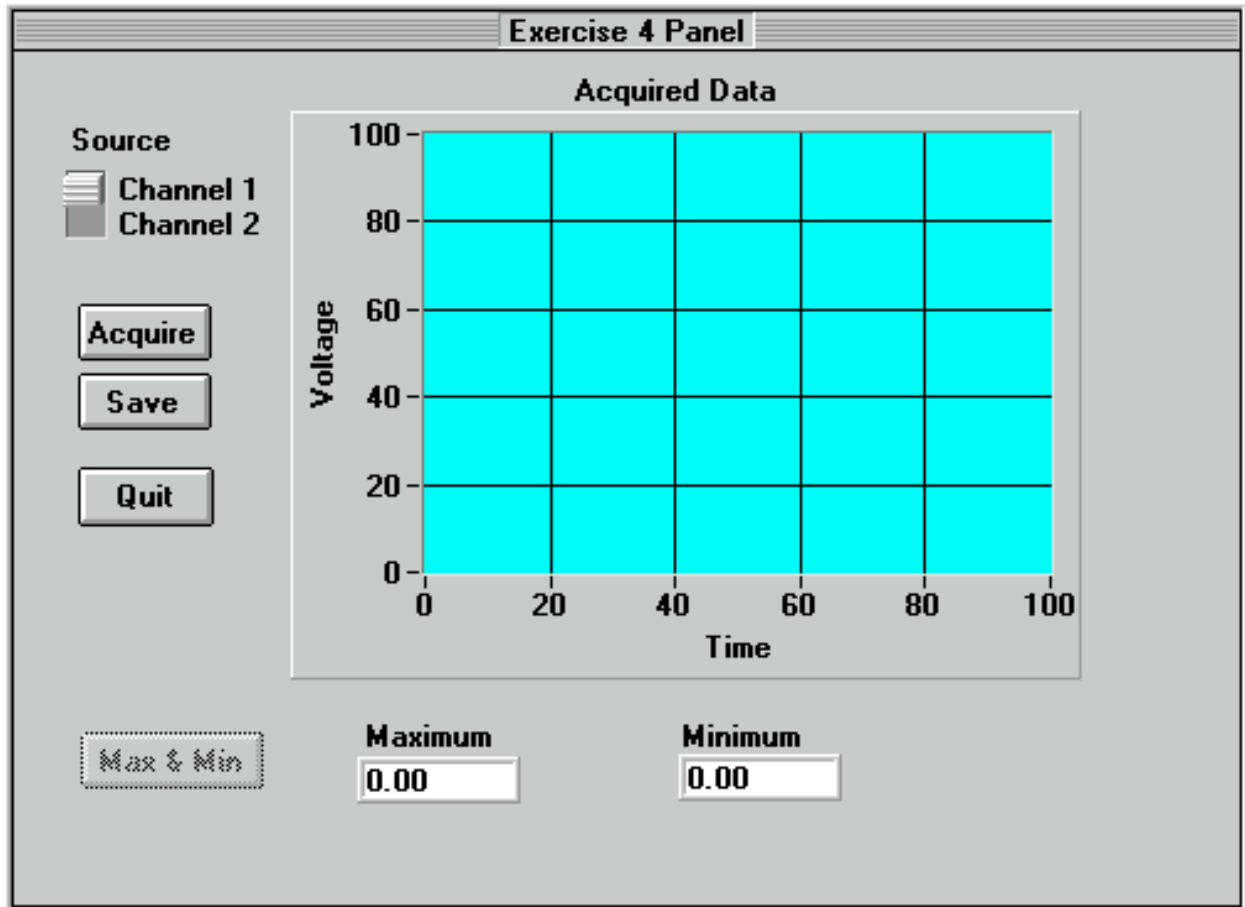 Exercise 4 Panel
Acquired Data
Source
Channel 1
Channel 2
Acquire
Save
Quit
Voltage
100
80
60
40
20
0
0 20 40 60 80 100
Time
Max & Min
Maximum
0.00
Minimum
0.00